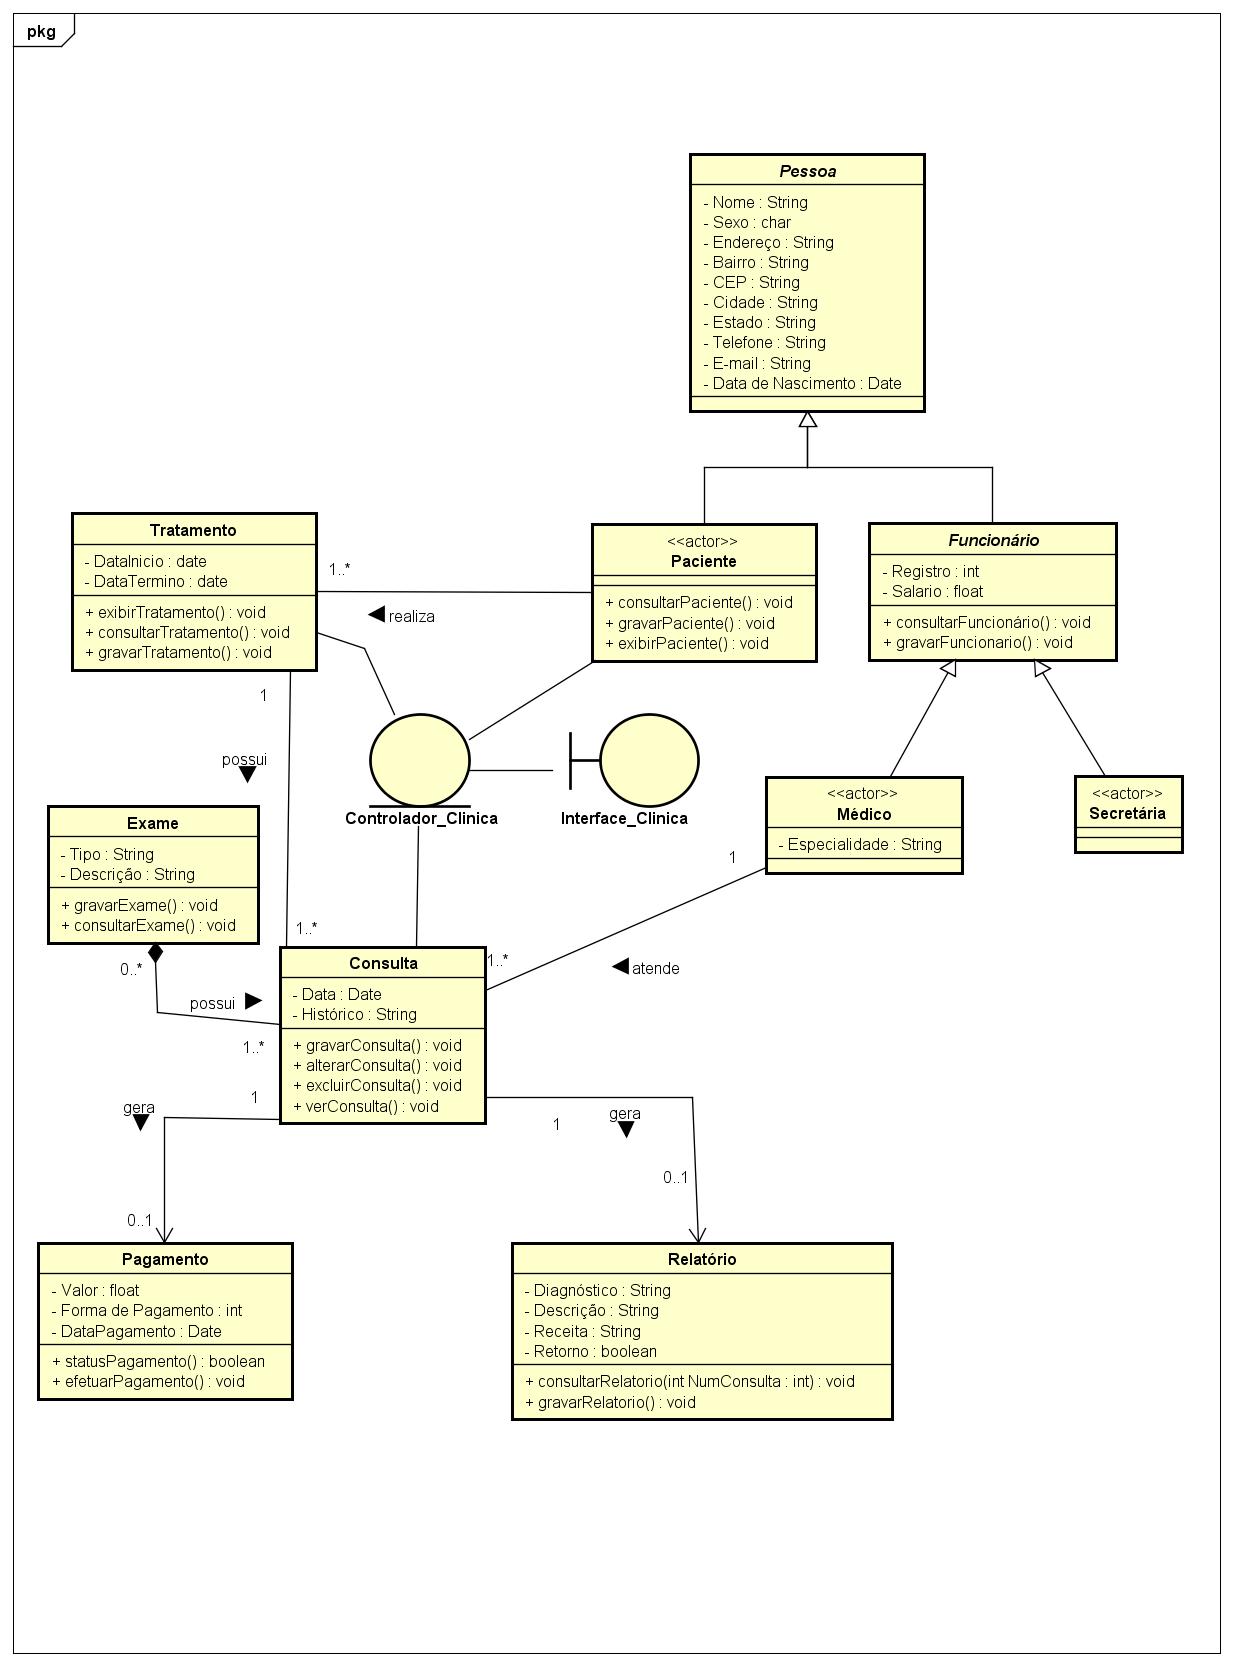 pkg
Pessoa
- Nome : String
- Sexo : char
- Endereço : String
- Bairro : String
- CEP : String
- Cidade : String
- Estado : String
- Telefone : String
- E-mail : String
- Data de Nascimento : Date
Tratamento
- DataInicio : date
- DataTermino : date
+ exibirTratamento() : void
+ consultarTratamento() : void
+ gravarTratamento() : void
1..*
realiza
<<actor>>
Paciente
+ consultarPaciente() : void
+ gravarPaciente() : void
+ exibirPaciente() : void
Funcionário
- Registro : int
- Salario : float
+ consultarFuncionário() : void
+ gravarFuncionario() : void
1
possui
Controlador_Clinica
Interface_Clinica
<<actor>>
Médico
- Especialidade : String
<<actor>>
Secretária
Exame
- Tipo : String
- Descrição : String
+ gravarExame() : void
+ consultarExame() : void
1
1..*
0..*
possui
1..*
1..*
atende
Consulta
- Data : Date
- Histórico : String
+ gravarConsulta() : void
+ alterarConsulta() : void
+ excluirConsulta() : void
+ verConsulta() : void
1
gera
0..1
1
gera
0..1
Pagamento
- Valor : float
- Forma de Pagamento : int
- DataPagamento : Date
+ statusPagamento() : boolean
+ efetuarPagamento() : void
Relatório
- Diagnóstico : String
- Descrição : String
- Receita : String
- Retorno : boolean
+ consultarRelatorio(int NumConsulta : int) : void
+ gravarRelatorio() : void